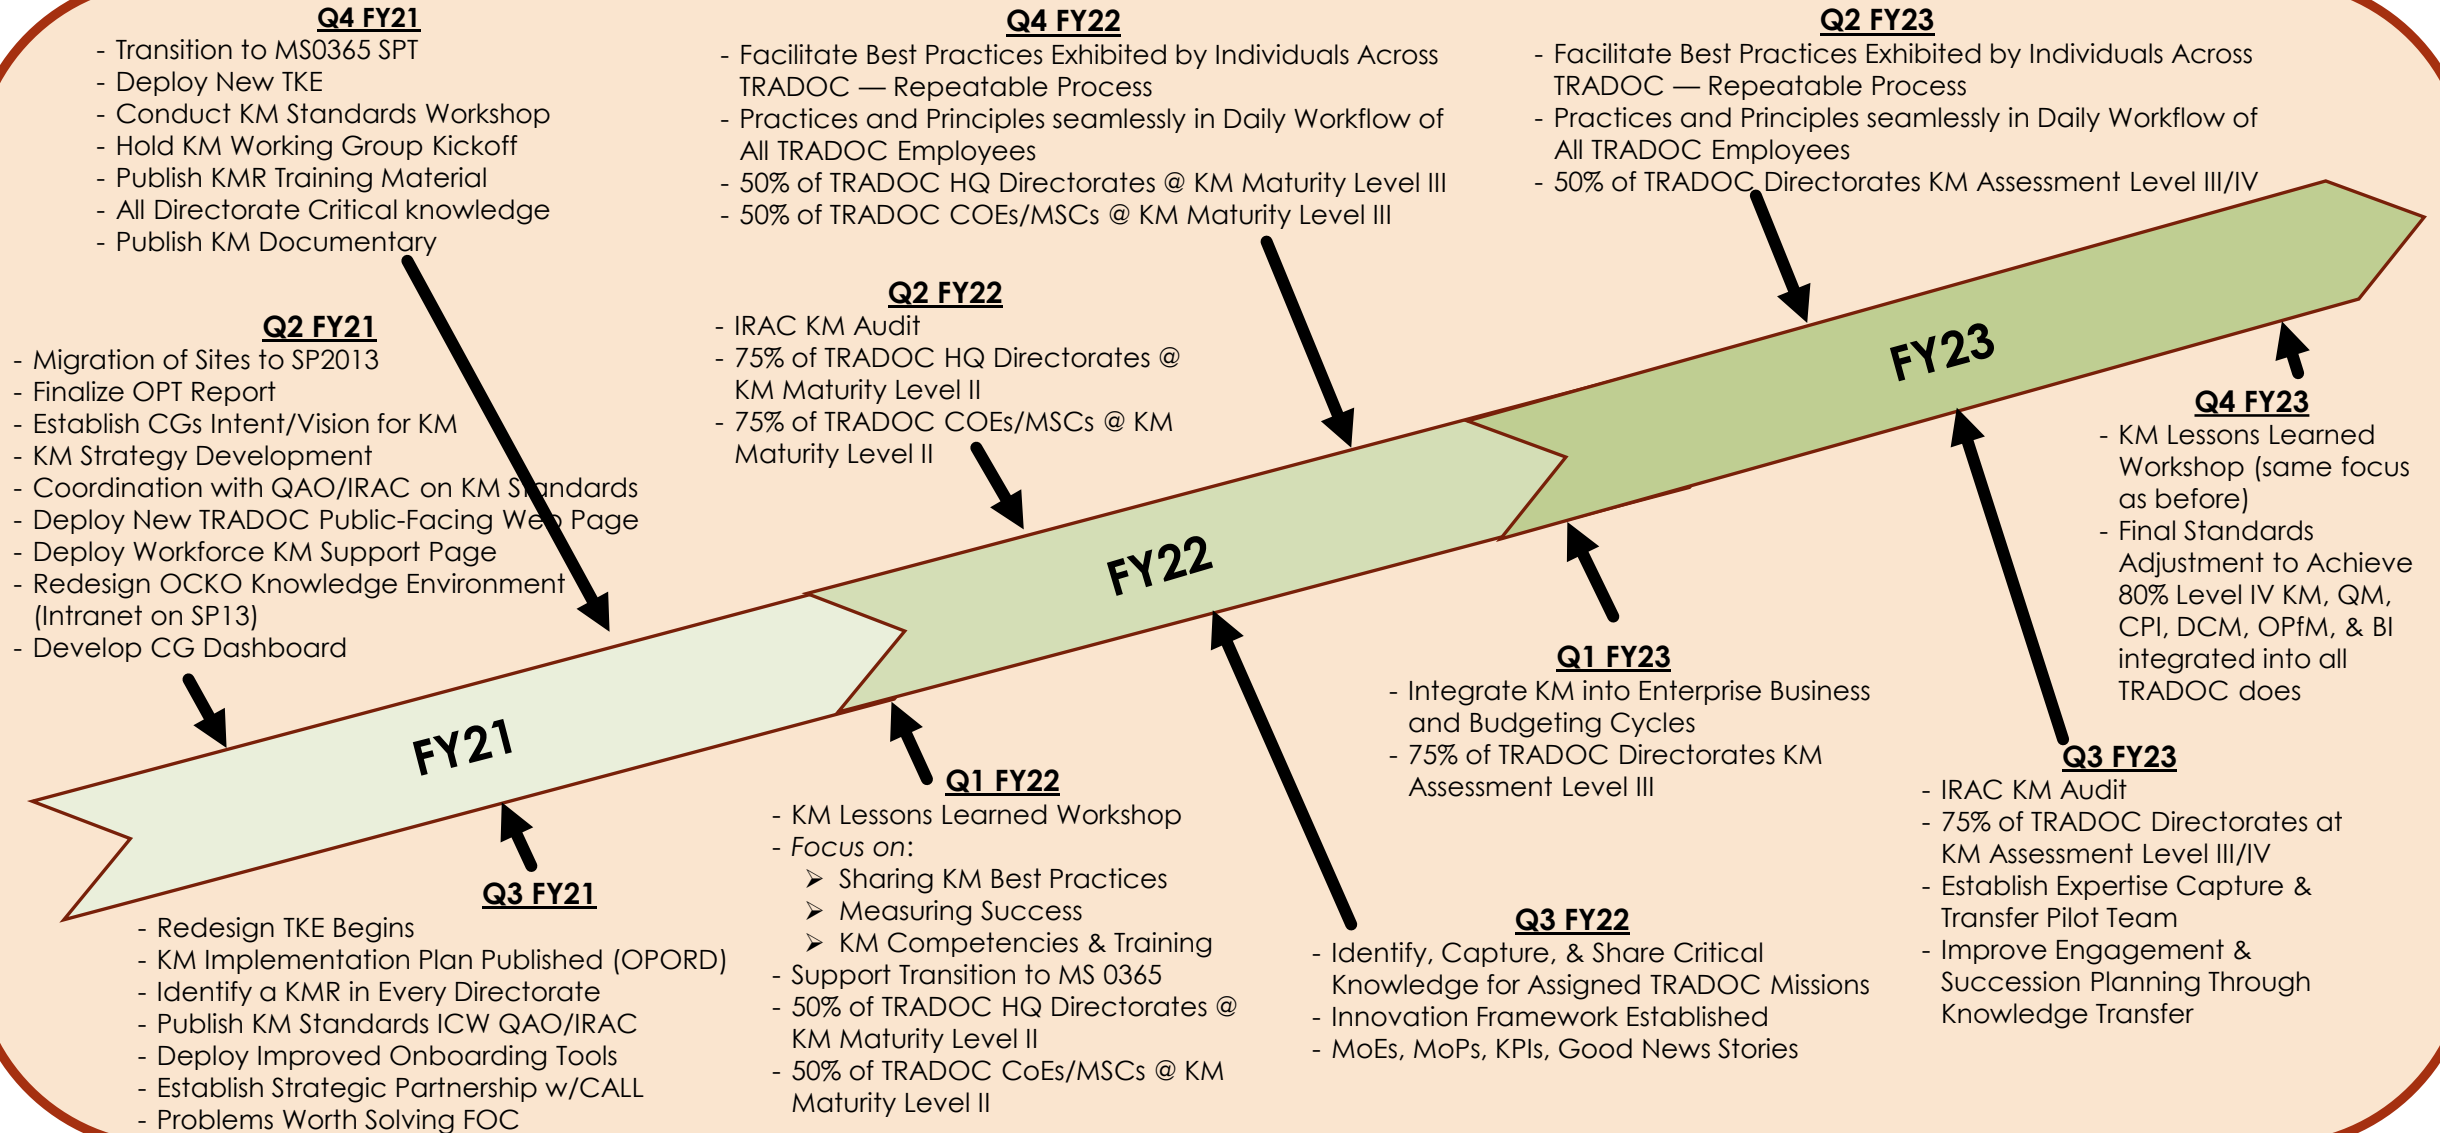 Q4 FY21
- Transition to MS0365 SPT
- Deploy New TKE
- Conduct KM Standards Workshop
- Hold KM Working Group Kickoff
- Publish KMR Training Material
- All Directorate Critical knowledge
- Publish KM Documentary
Q4 FY22
- Facilitate Best Practices Exhibited by Individuals Across
TRADOC — Repeatable Process
- Practices and Principles seamlessly in Daily Workflow of
All TRADOC Employees
- 50% of TRADOC HQ Directorates @ KM Maturity Level III
- 50% of TRADOC COEs/MSCs @ KM Maturity Level III
Q2 FY23
- Facilitate Best Practices Exhibited by Individuals Across
TRADOC — Repeatable Process
- Practices and Principles seamlessly in Daily Workflow of
All TRADOC Employees
- 50% of TRADOC Directorates KM Assessment Level III/IV
Q2 FY21
- Migration of Sites to SP2013
- Finalize OPT Report
- Establish CGs Intent/Vision for KM
- KM Strategy Development
- Coordination with QAO/IRAC on KM Standards
- Deploy New TRADOC Public-Facing Web Page
- Deploy Workforce KM Support Page
- Redesign OCKO Knowledge Environment
(Intranet on SP13)
- Develop CG Dashboard
Q2 FY22
- IRAC KM Audit
- 75% of TRADOC HQ Directorates @
KM Maturity Level II
- 75% of TRADOC COEs/MSCs @ KM
Maturity Level II
FY21
FY22
FY23
Q3 FY21
- Redesign TKE Begins
- KM Implementation Plan Published (OPORD)
- Identify a KMR in Every Directorate
- Publish KM Standards ICW QAO/IRAC
- Deploy Improved Onboarding Tools
- Establish Strategic Partnership w/CALL
- Problems Worth Solving FOC
Q1 FY22
- KM Lessons Learned Workshop
- Focus on:
➢ Sharing KM Best Practices
➢ Measuring Success
➢ KM Competencies & Training
- Support Transition to MS 0365
- 50% of TRADOC HQ Directorates @
KM Maturity Level II
- 50% of TRADOC CoEs/MSCs @ KM
Maturity Level II
Q3 FY22
- Identify, Capture, & Share Critical
Knowledge for Assigned TRADOC Missions
- Innovation Framework Established
- MoEs, MoPs, KPIs, Good News Stories
Q1 FY23
- Integrate KM into Enterprise Business
and Budgeting Cycles
- 75% of TRADOC Directorates KM
Assessment Level III
Q3 FY23
- IRAC KM Audit
- 75% of TRADOC Directorates at
KM Assessment Level III/IV
- Establish Expertise Capture &
Transfer Pilot Team
- Improve Engagement &
Succession Planning Through
Knowledge Transfer
Q4 FY23
- KM Lessons Learned
Workshop (same focus
as before)
- Final Standards
Adjustment to Achieve
80% Level IV KM, QM,
CPI, DCM, OPfM, & BI
integrated into all
TRADOC does